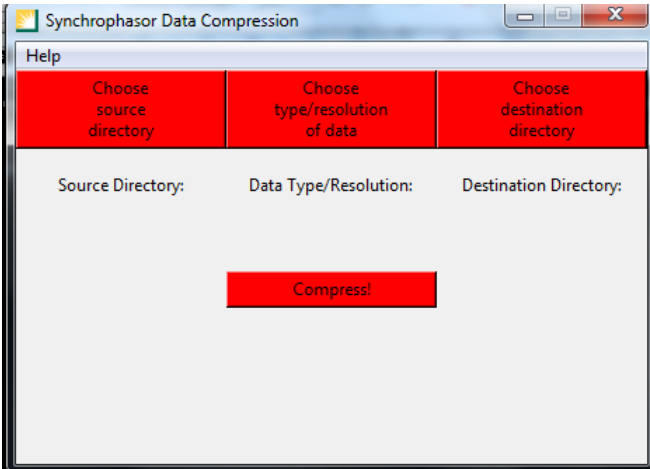 Synchrophasor Data Compression
Help
Choose
source
directory
Choose
type/resolution
of data
Choose
destination
directory
Source Directory:
Data Type/Resolution:
Destination Directory:
Compress!